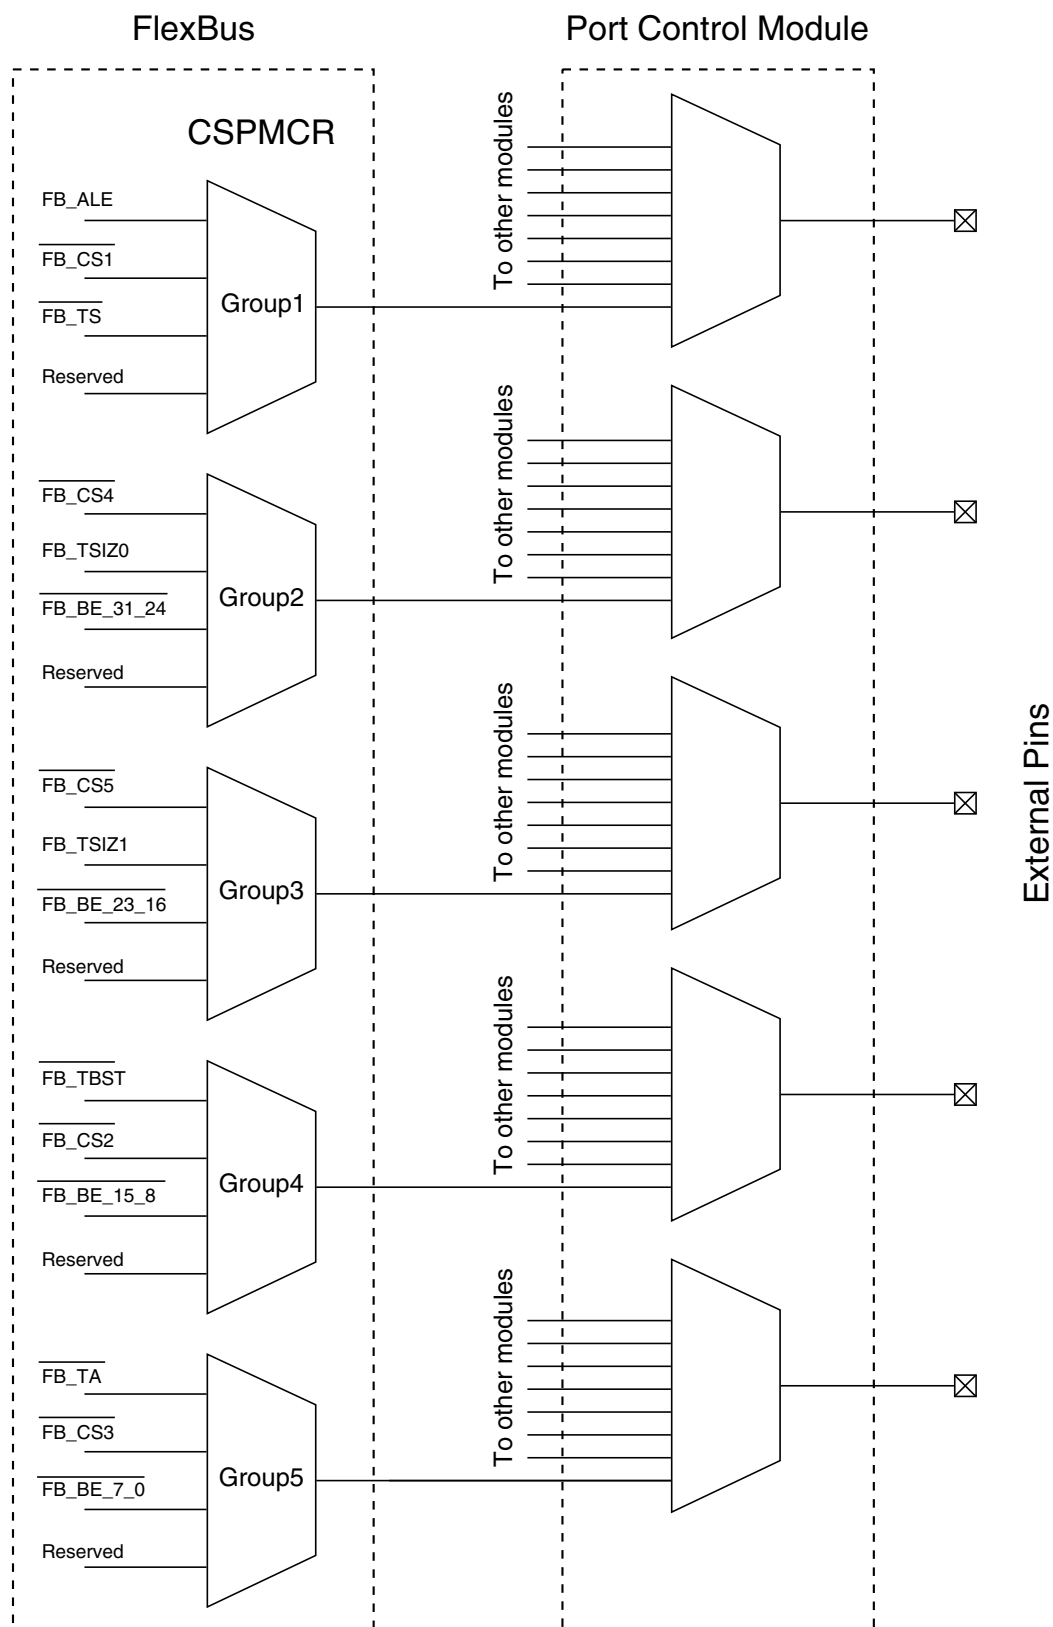 FlexBus
Port Control Module
CSPMCR
FB_ALE
FB_CS1
FB_TS
Reserved
Group1
To other modules
FB_CS4
FB_TSIZ0
FB_BE_31_24
Reserved
Group2
To other modules
FB_CS5
FB_TSIZ1
FB_BE_23_16
Reserved
Group3
To other modules
FB_TBST
FB_CS2
FB_BE_15_8
Reserved
Group4
To other modules
FB_TA
FB_CS3
FB_BE_7_0
Reserved
Group5
To other modules
External Pins